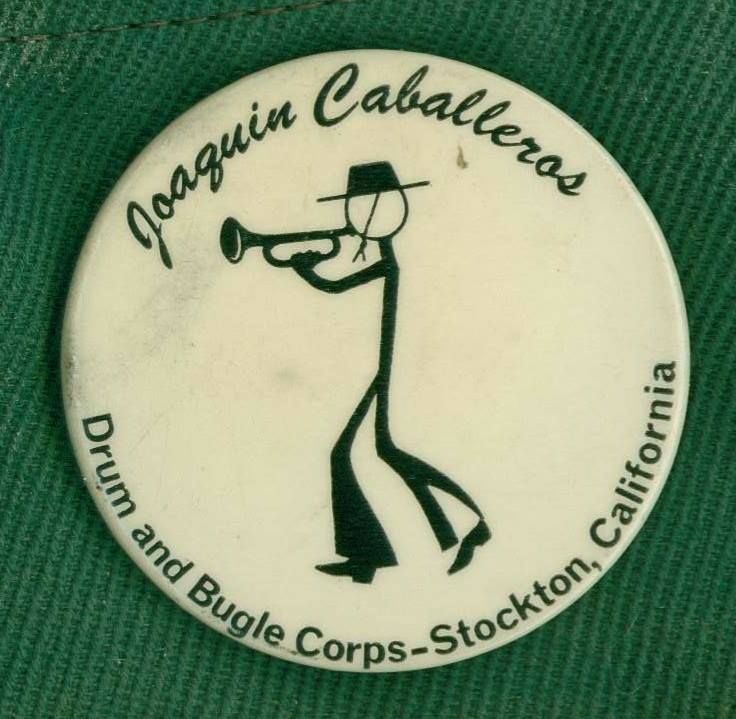 Joaquin Caballeros
Drum and Bugle Corps-Stockton, California